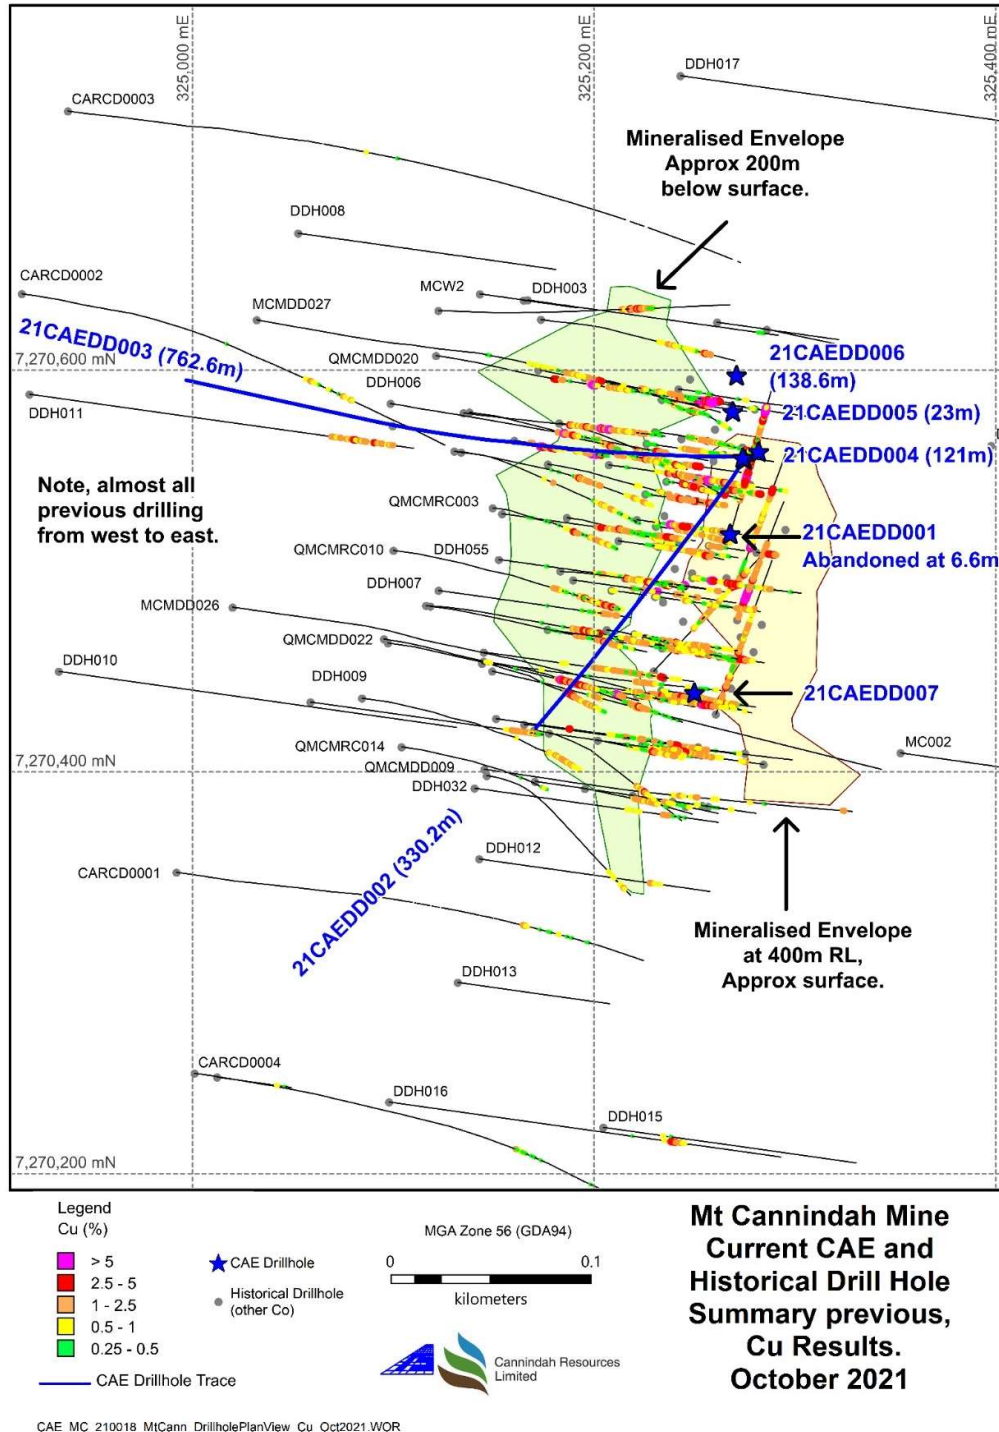 325,000 mE
325,200 mE
325,400 mE
DDH017
CARCD0003
Mineralised Envelope
Approx 200m
below surface.
DDH008
CARCD0002
MCW2
DDH003
MCMDD027
21CAEDD003 (762.6m)
7,270,600 mN
QMCMDD020
21CAEDD006
(138.6m)
DDH006
DDH011
21CAEDD005 (23m)
21CAEDD004 (121m)
Note, almost all
previous drilling
from west to east.
QMCMRC003
21CAEDD001
Abandoned at 6.6m
QMCMRC010
DDH055
DDH007
MCMDD026
QMCMDD022
DDH010
DDH009
21CAEDD007
MC002
QMCMRC014
7,270,400 mN
QMCMDD009
DDH032
21CAEDD002 (330.2m)
DDH012
CARCD0001
Mineralised Envelope
at 400m RL,
Approx surface.
DDH013
CARCD0004
DDH016
DDH015
7,270,200 mN
Legend
Cu (%)
> 5
2.5 - 5
1 - 2.5
0.5 - 1
0.25 - 0.5
CAE Drillhole Trace
CAE Drillhole
Historical Drillhole
(other Co)
MGA Zone 56 (GDA94)
0 0.1
kilometers
Cannindah Resources
Limited
Mt Cannindah Mine
Current CAE and
Historical Drill Hole
Summary previous,
Cu Results.
October 2021
CAE_MC_210018_MtCann_DrillholePlanView_Cu_Oct2021.WOR